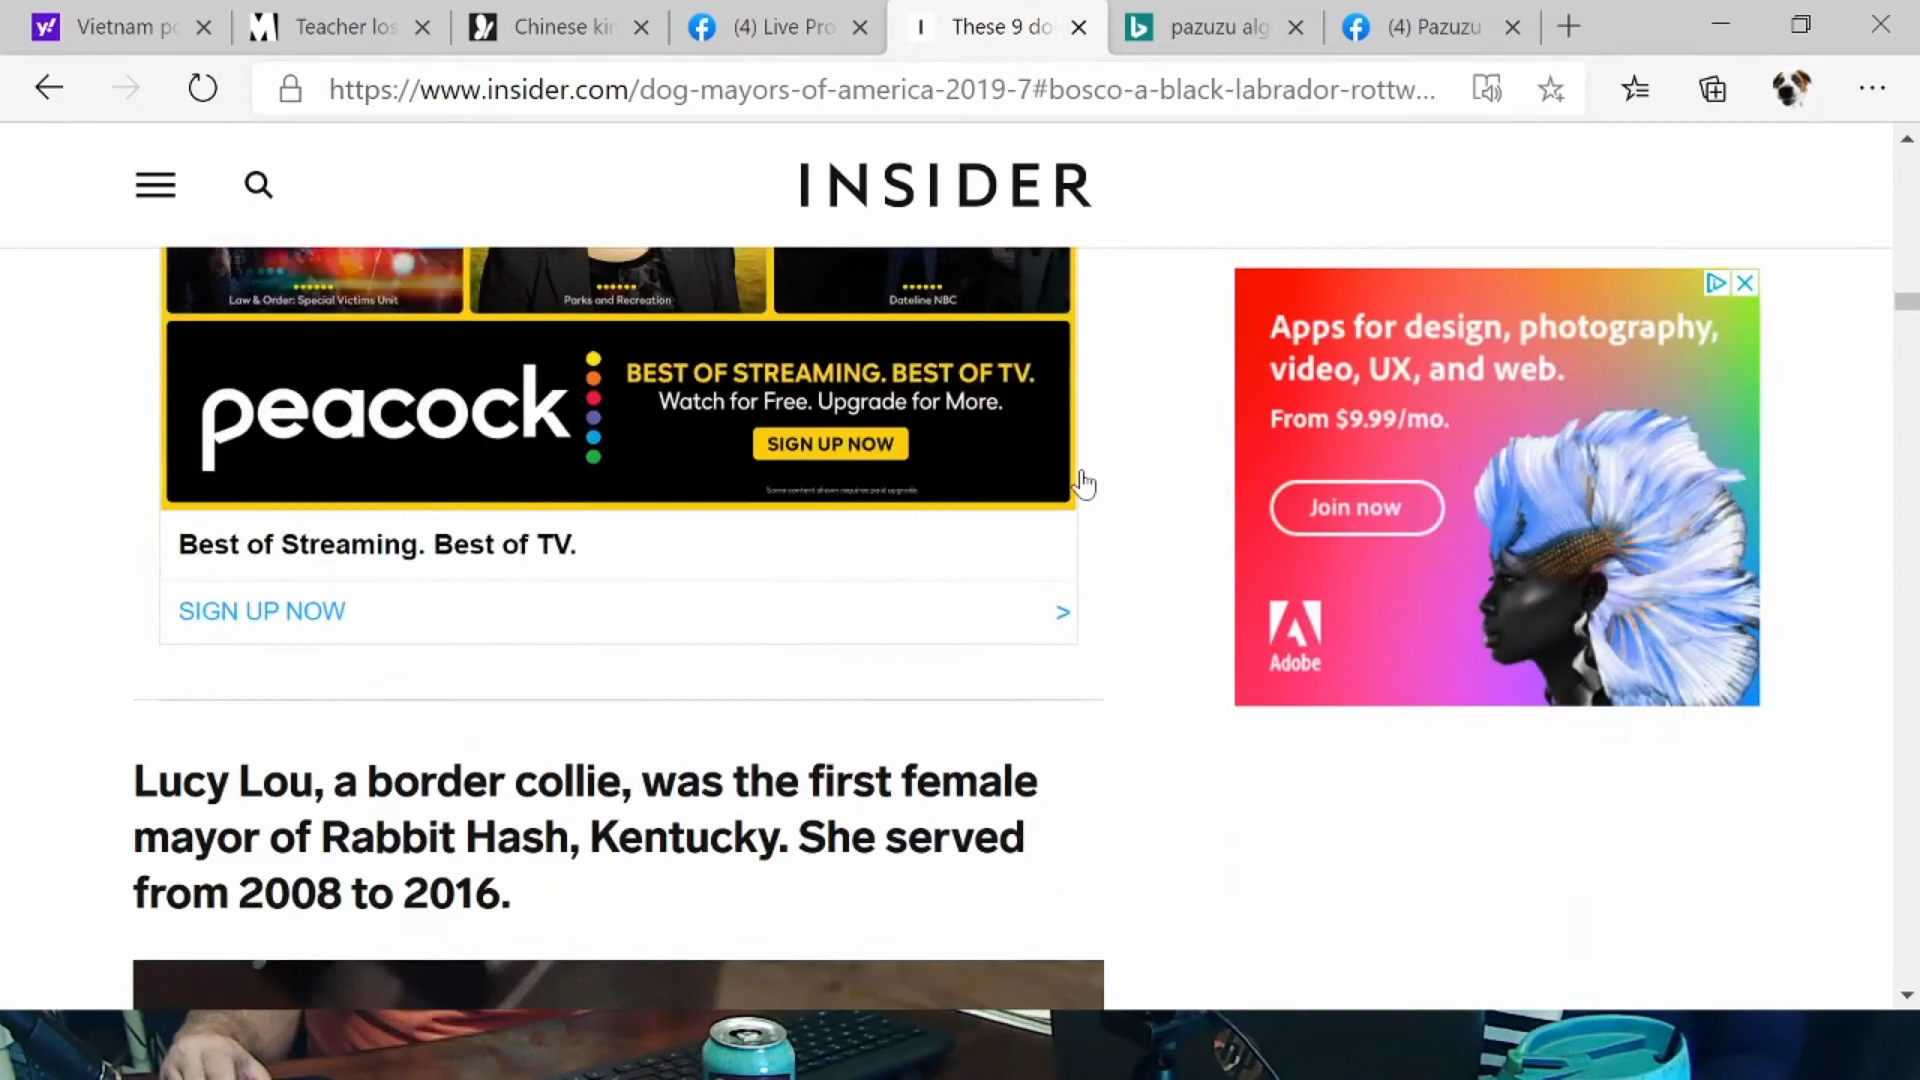 Vietnam po
Teacher los
Chinese kin
(4) Live Pro
These 9 do
pazuzu alg
(4) Pazuzu
https://www.insider.com/dog-mayors-of-america-2019-7#bosco-a-black-labrador-rottw...
INSIDER
Law & Order: Special Victims Unit
Parks and Recreation
Dateline NBC
peacock
BEST OF STREAMING. BEST OF TV.
Watch for Free. Upgrade for More.
SIGN UP NOW
Some content shown requires paid upgrade.
Best of Streaming. Best of TV.
SIGN UP NOW >
Apps for design, photography,
video, UX, and web.
From $9.99/mo.
Join now
Adobe
Lucy Lou, a border collie, was the first female
mayor of Rabbit Hash, Kentucky. She served
from 2008 to 2016.